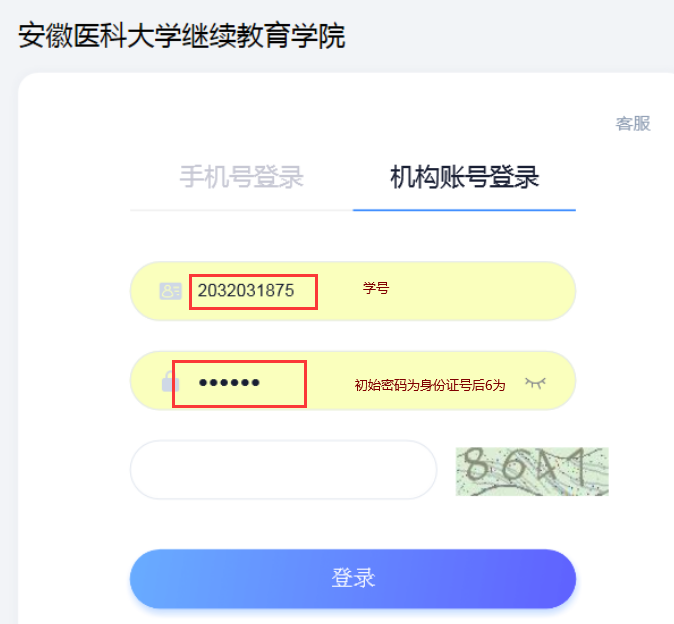 安徽医科大学继续教育学院
客服
手机号登录
机构账号登录
2032031875
学号
••••••
初始密码为身份证号后6为
登录